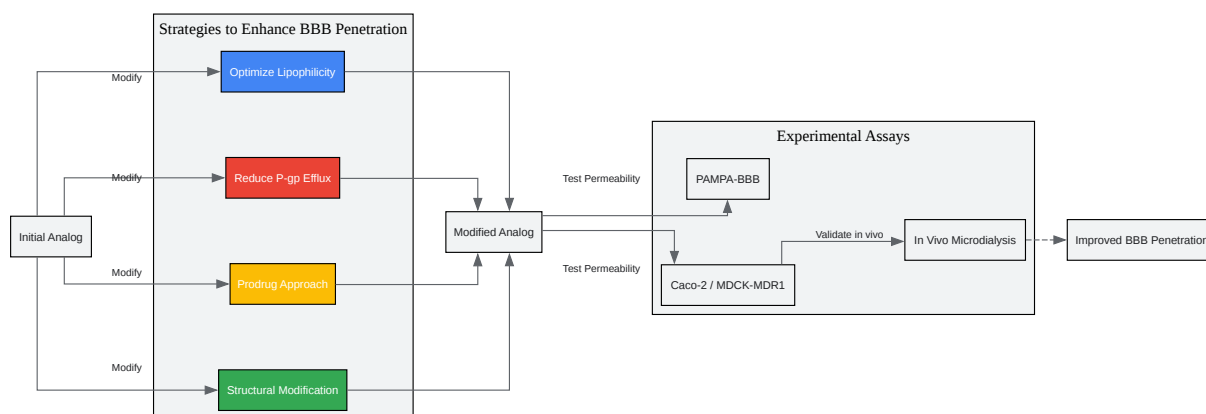 Strategies to Enhance BBB Penetration
Modify
Optimize Lipophilicity
Modify
Reduce P-gp Efflux
Initial Analog
Modify
Prodrug Approach
Modify
Structural Modification
Modified Analog
Test Permeability
Test Permeability
Experimental Assays
PAMPA-BBB
Caco-2 / MDCK-MDR1
Validate in vivo
In Vivo Microdialysis
Improved BBB Penetration